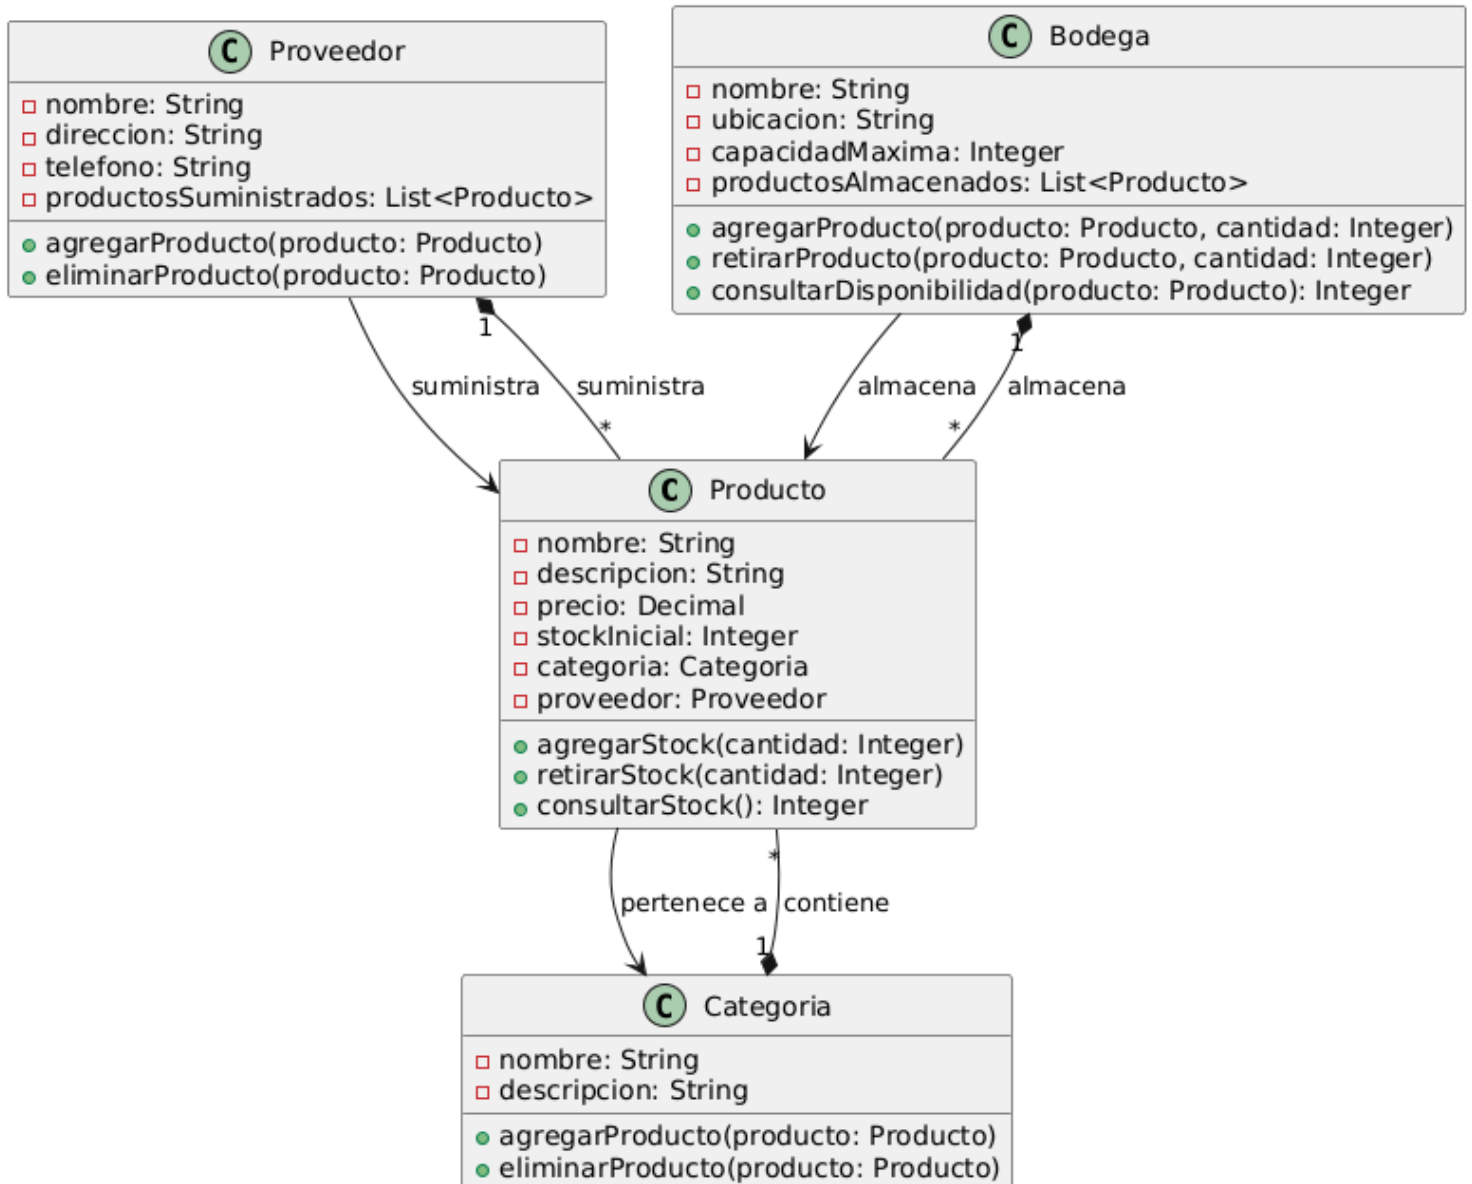 C Proveedor
nombre: String
direccion: String
telefono: String
productosSuministrados: List<Producto>
agregarProducto(producto: Producto)
eliminarProducto(producto: Producto)
C Bodega
nombre: String
ubicacion: String
capacidadMaxima: Integer
productosAlmacenados: List<Producto>
agregarProducto(producto: Producto, cantidad: Integer)
retirarProducto(producto: Producto, cantidad: Integer)
consultarDisponibilidad(producto: Producto): Integer
1
1
suministra
suministra
almacena
almacena
*
*
C Producto
nombre: String
descripcion: String
precio: Decimal
stockInicial: Integer
categoria: Categoria
proveedor: Proveedor
agregarStock(cantidad: Integer)
retirarStock(cantidad: Integer)
consultarStock(): Integer
*
pertenece a
contiene
1
C Categoria
nombre: String
descripcion: String
agregarProducto(producto: Producto)
eliminarProducto(producto: Producto)